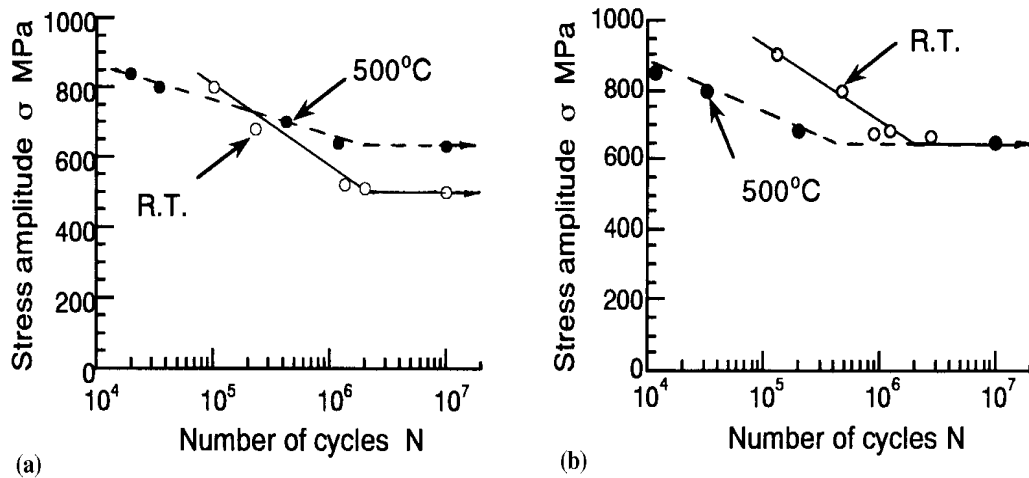 Stress amplitude σ MPa
1000
800
600
400
200
0
500°C
R.T.
10⁴ 10⁵ 10⁶ 10⁷
Number of cycles N
(a)
Stress amplitude σ MPa
1000
800
600
400
200
0
R.T.
500°C
10⁴ 10⁵ 10⁶ 10⁷
Number of cycles N
(b)